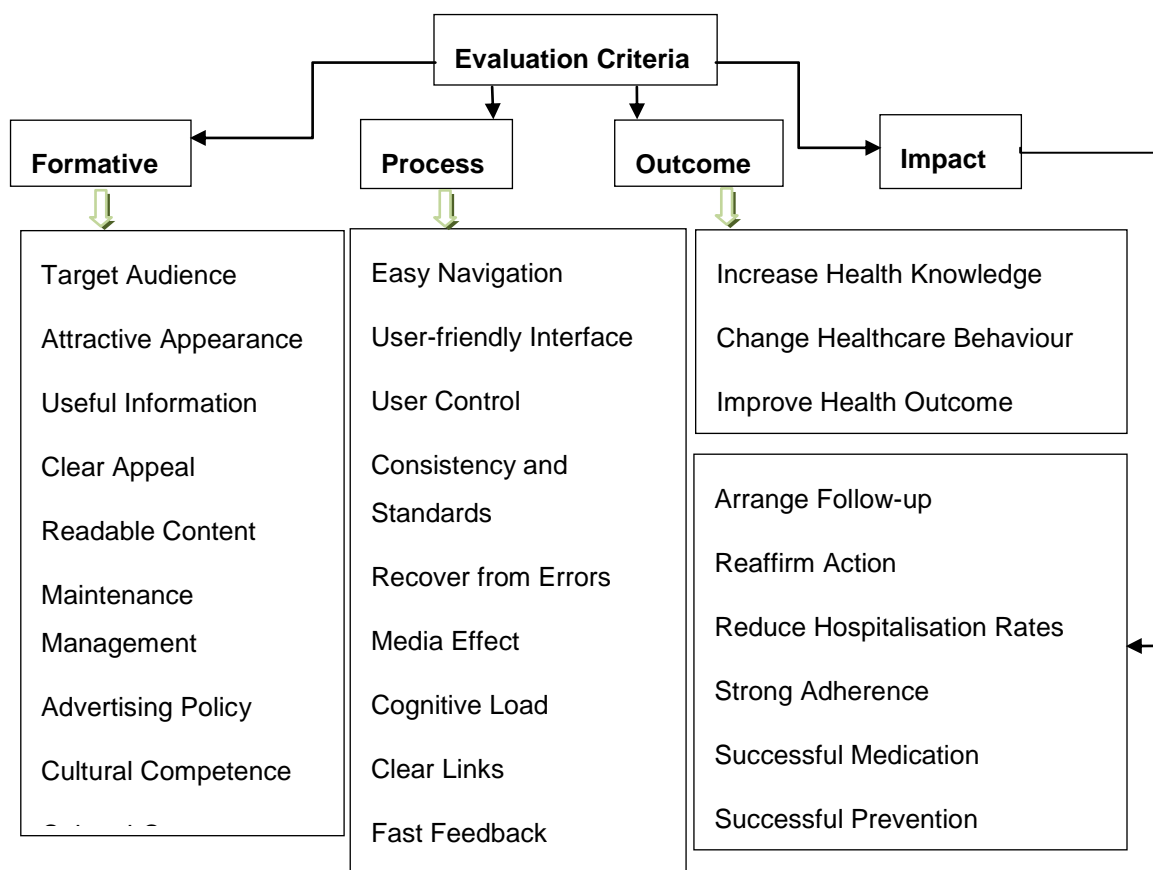 Evaluation Criteria
Formative
Process
Outcome
Impact
Target Audience
Attractive Appearance
Useful Information
Clear Appeal
Readable Content
Maintenance
Management
Advertising Policy
Cultural Competence
Easy Navigation
User-friendly Interface
User Control
Consistency and
Standards
Recover from Errors
Media Effect
Cognitive Load
Clear Links
Fast Feedback
Increase Health Knowledge
Change Healthcare Behaviour
Improve Health Outcome
Arrange Follow-up
Reaffirm Action
Reduce Hospitalisation Rates
Strong Adherence
Successful Medication
Successful Prevention